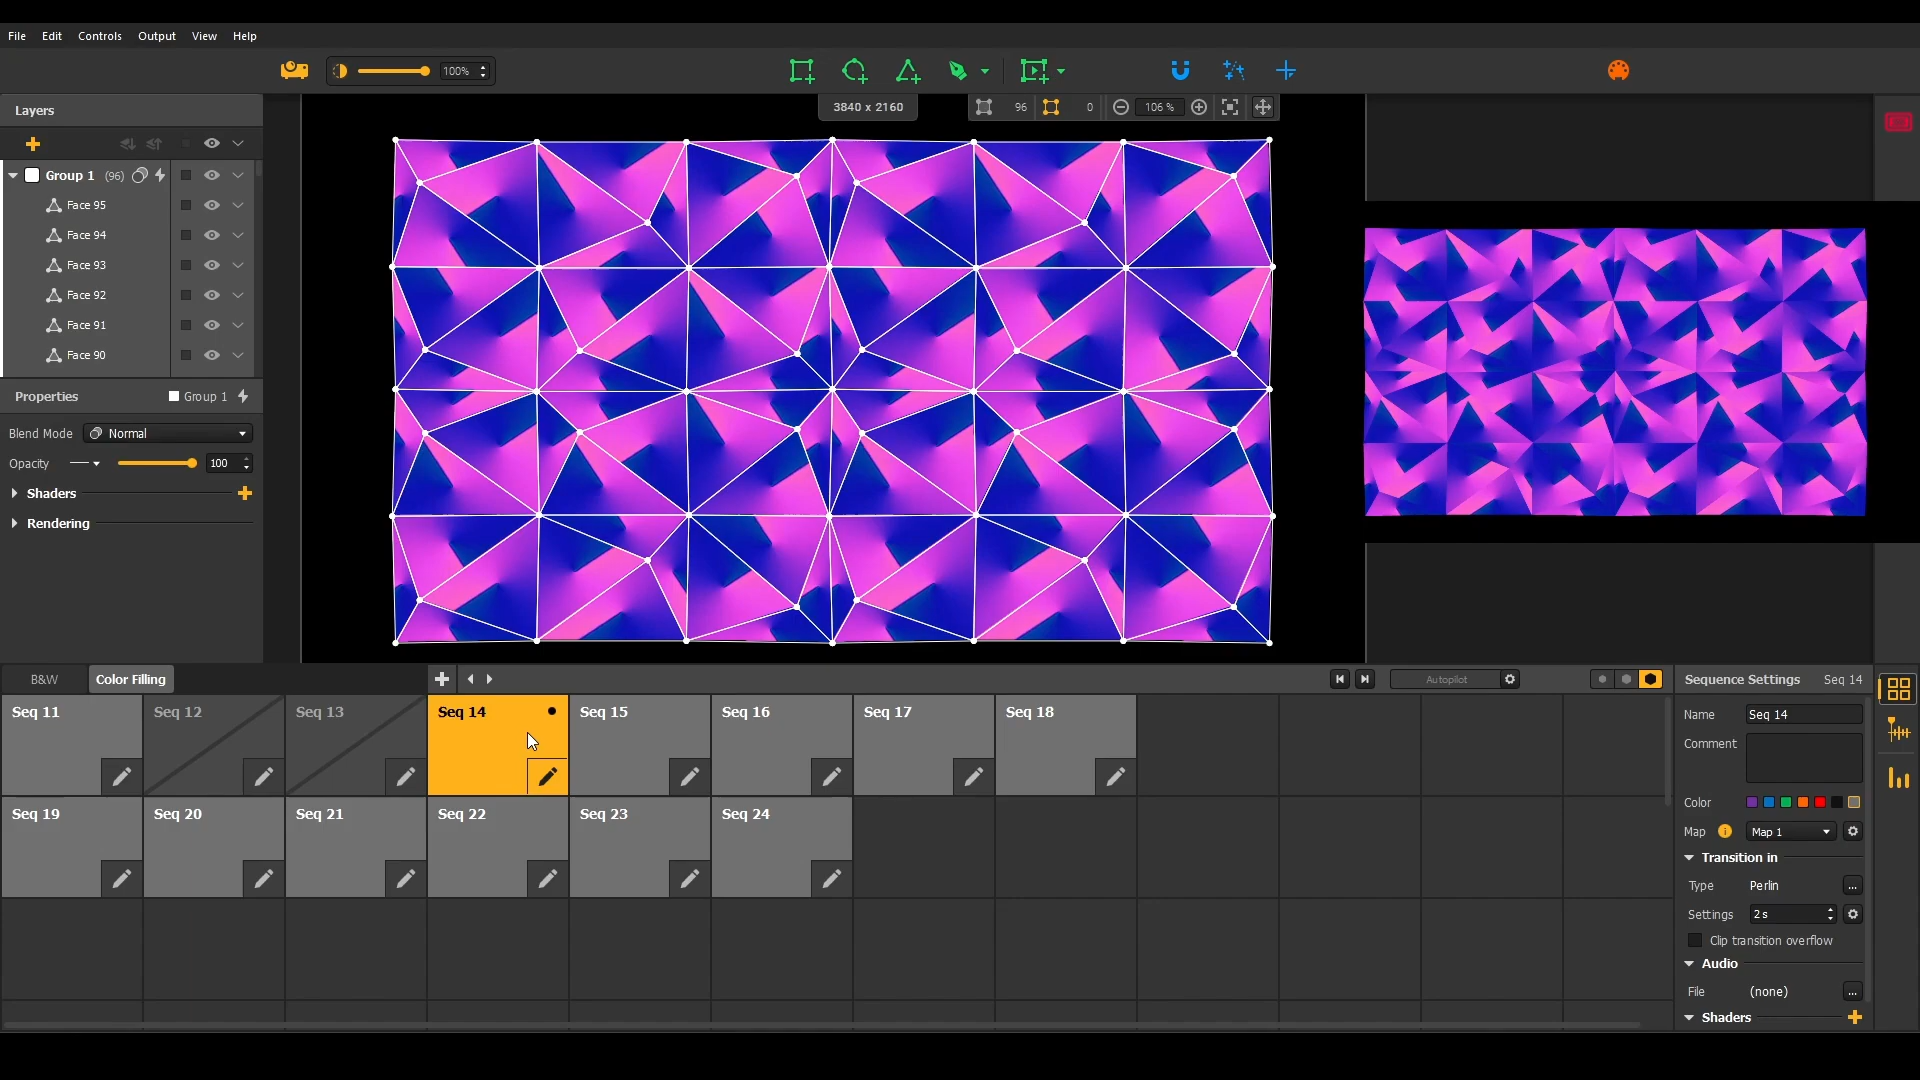 File Edit Controls Output View Help
100%
3840 x 2160
96
0
106 %
Layers
Group 1 (96)
Face 95
Face 94
Face 93
Face 92
Face 91
Face 90
Properties
Group 1
Blend Mode
Normal
Opacity
100
Shaders
Rendering
B&W
Color Filling
Autopilot
Seq 11
Seq 12
Seq 13
Seq 14
Seq 15
Seq 16
Seq 17
Seq 18
Seq 19
Seq 20
Seq 21
Seq 22
Seq 23
Seq 24
Sequence Settings
Seq 14
Name
Seq 14
Comment
Color
Map
Map 1
Transition in
Type
Perlin
...
Settings
2 s
Clip transition overflow
Audio
File
(none)
...
Shaders